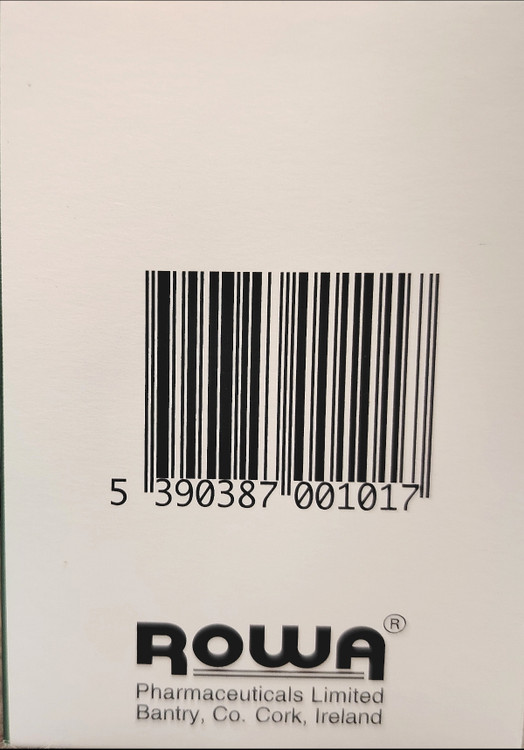 5 390387 001017
ROWA ®
Pharmaceuticals Limited
Bantry, Co. Cork, Ireland